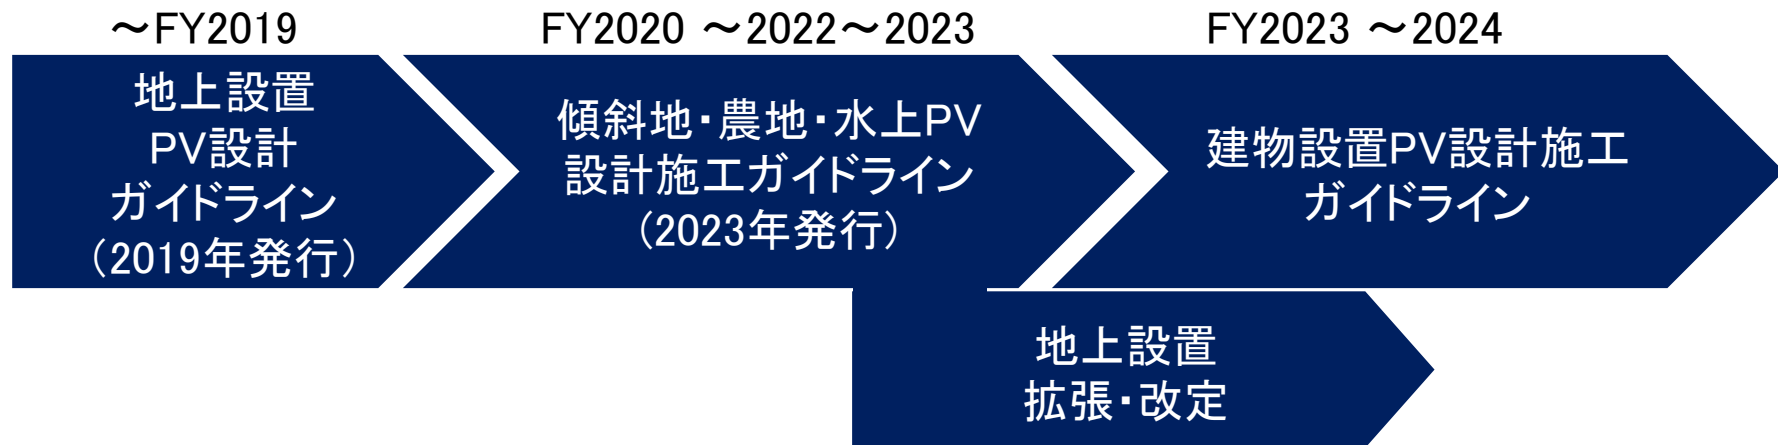 ～FY2019
地上設置
PV設計
ガイドライン
（2019年発行）
FY2020 ～2022～2023
傾斜地・農地・水上PV
設計施工ガイドライン
（2023年発行）
FY2023 ～2024
建物設置PV設計施工
ガイドライン
地上設置
拡張・改定